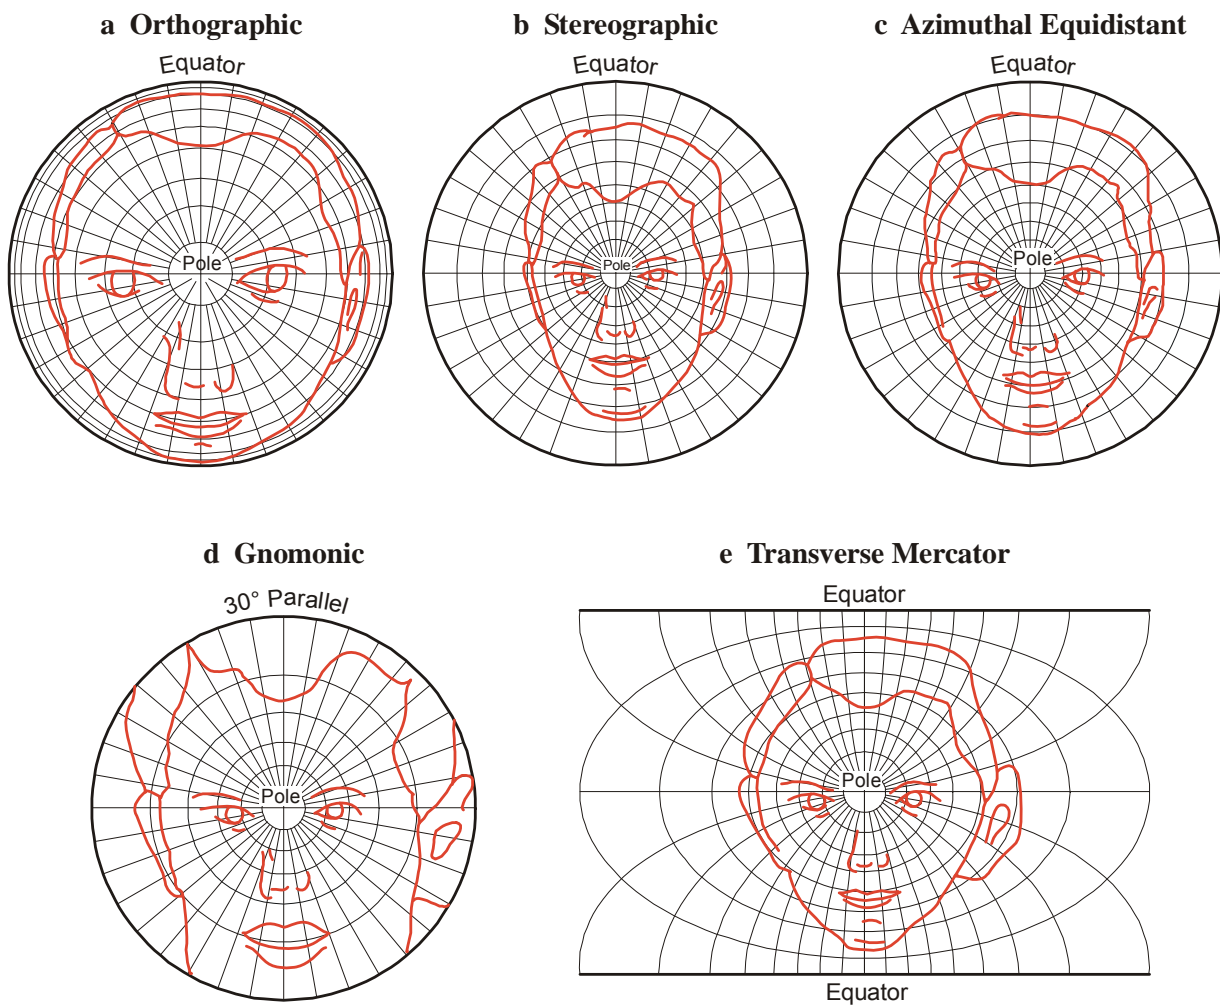 a Orthographic
b Stereographic
c Azimuthal Equidistant
Equator
Equator
Equator
Pole
Pole
Pole
d Gnomonic
e Transverse Mercator
30° Parallel
Equator
Pole
Pole
Equator